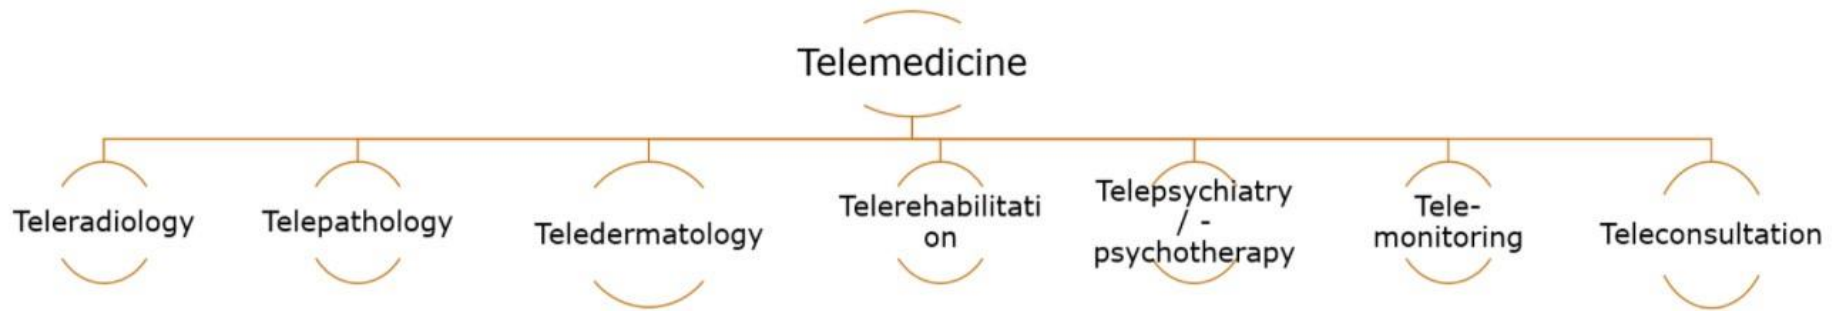 Telemedicine
Teleradiology
Telepathology
Teledermatology
Telerehabilitati
on
Telepsychiatry
/ -
psychotherapy
Tele-
monitoring
Teleconsultation